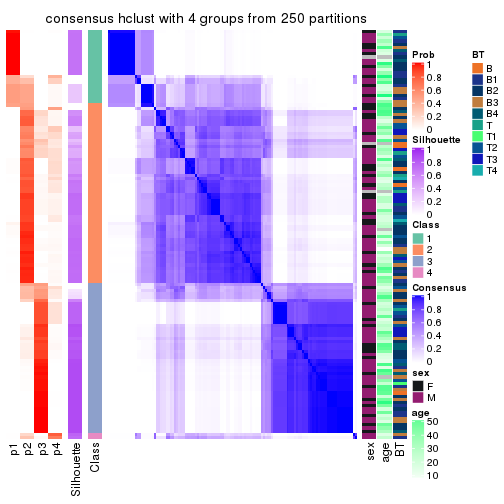 consensus hclust with 4 groups from 250 partitions
Prob
1
0.8
0.6
0.4
0.2
0
Silhouette
1
0.8
0.6
0.4
0.2
0
Class
1
2
3
4
Consensus
1
0.8
0.6
0.4
0.2
0
sex
F
M
age
50
40
30
20
10
BT
B
B1
B2
B3
B4
T
T1
T2
T3
T4
p1
p2
p3
p4
Silhouette
Class
sex
age
BT